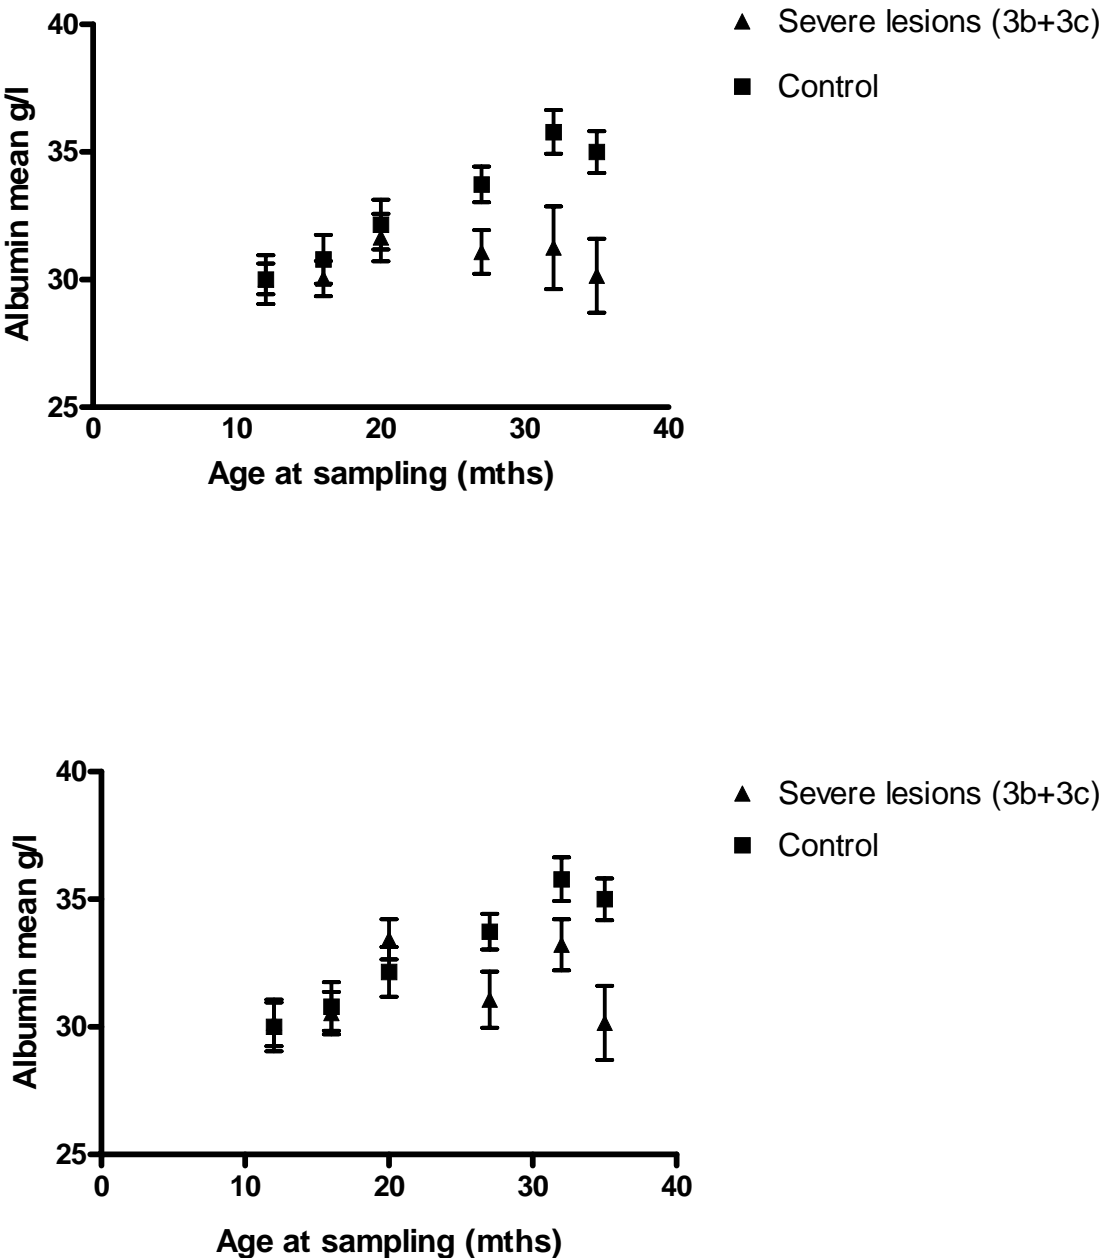 40
35
30
25
Albumin mean g/l
0 10 20 30 40
Age at sampling (mths)
Severe lesions (3b+3c)
Control
40
35
30
25
Albumin mean g/l
0 10 20 30 40
Age at sampling (mths)
Severe lesions (3b+3c)
Control